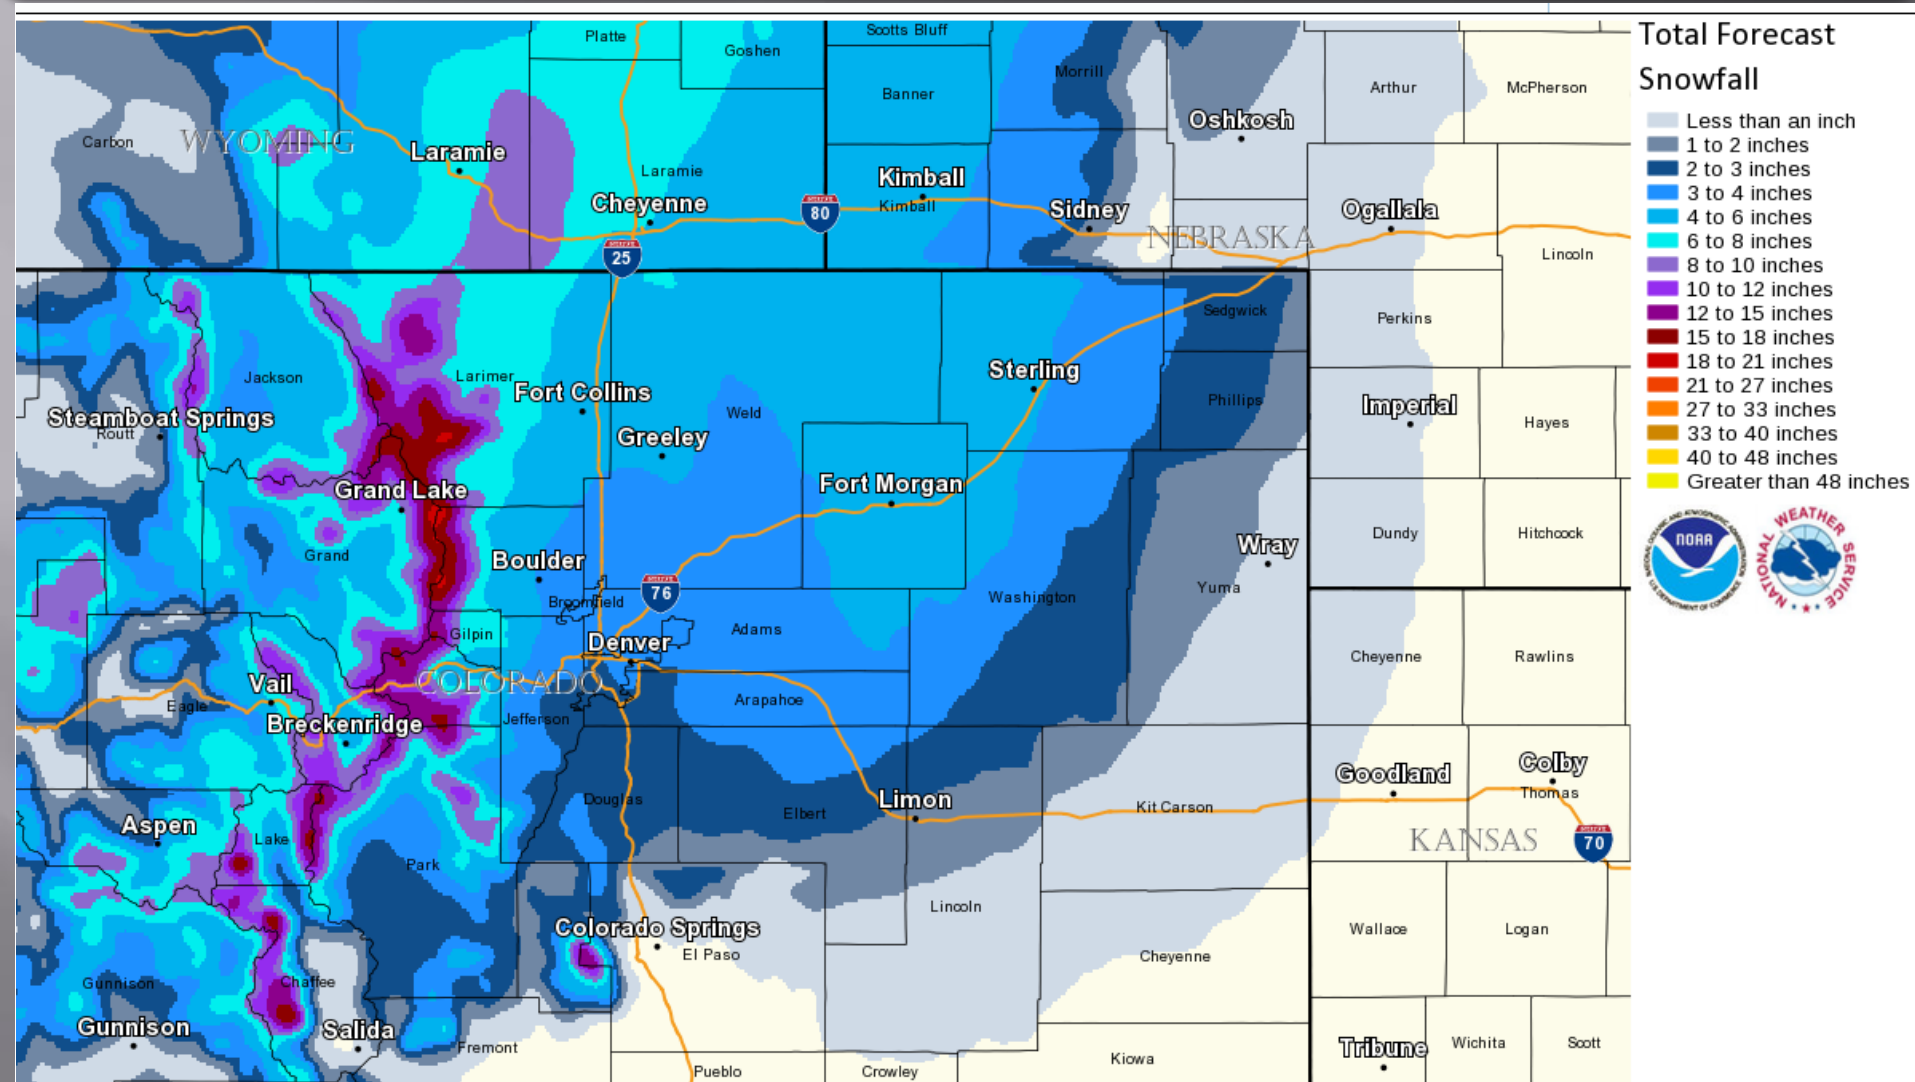 Total Forecast
Snowfall
Less than an inch
1 to 2 inches
2 to 3 inches
3 to 4 inches
4 to 6 inches
6 to 8 inches
8 to 10 inches
10 to 12 inches
12 to 15 inches
15 to 18 inches
18 to 21 inches
21 to 27 inches
27 to 33 inches
33 to 40 inches
40 to 48 inches
Greater than 48 inches
NOAA
NATIONAL WEATHER SERVICE
NATIONAL OCEANIC AND ATMOSPHERIC ADMINISTRATION
U.S. DEPARTMENT OF COMMERCE
Platte
Goshen
Scotts Bluff
Morrill
Banner
Arthur
McPherson
Carbon
WYOMING
Laramie
Laramie
Oshkosh
Cheyenne
80
Kimball
Kimball
Sidney
Ogallala
NEBRASKA
Lincoln
25
Sedgwick
Perkins
Jackson
Larimer
Fort Collins
Sterling
Weld
Phillips
Imperial
Hayes
Steamboat Springs
Routt
Greeley
Grand Lake
Fort Morgan
Grand
Boulder
Wray
Dundy
Hitchcock
Broomfield
76
Washington
Yuma
Gilpin
Denver
Adams
Cheyenne
Rawlins
COLORADO
Vail
Eagle
Breckenridge
Jefferson
Arapahoe
Goodland
Colby
Thomas
Douglas
Elbert
Limon
Kit Carson
Aspen
Lake
Park
KANSAS
70
Colorado Springs
El Paso
Lincoln
Cheyenne
Wallace
Logan
Gunnison
Chaffee
Gunnison
Salida
Fremont
Pueblo
Crowley
Kiowa
Tribune
Wichita
Scott